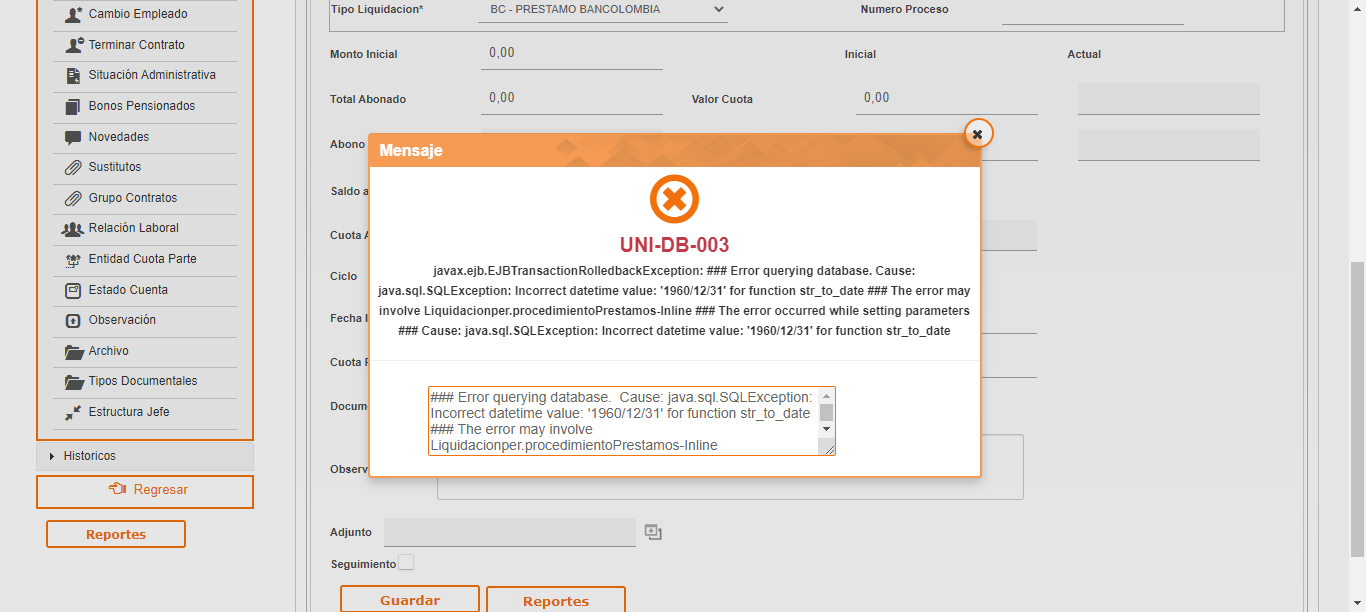 Cambio Empleado
Terminar Contrato
Situación Administrativa
Bonos Pensionados
Novedades
Sustitutos
Grupo Contratos
Relación Laboral
Entidad Cuota Parte
Estado Cuenta
Observación
Archivo
Tipos Documentales
Estructura Jefe
Historicos
Regresar
Reportes
Tipo Liquidacion* BC - PRESTAMO BANCOLOMBIA Numero Proceso
Monto Inicial 0,00 Inicial Actual
Total Abonado 0,00 Valor Cuota 0,00
Abono
Saldo a
Cuota A
Ciclo
Fecha I
Cuota
Docum
Observ
Mensaje
UNI-DB-003
javax.ejb.EJBTransactionRolledbackException: ### Error querying database. Cause:
java.sql.SQLException: Incorrect datetime value: '1960/12/31' for function str_to_date ### The error may
involve Liquidacionper.procedimientoPrestamos-Inline ### The error occurred while setting parameters
### Cause: java.sql.SQLException: Incorrect datetime value: '1960/12/31' for function str_to_date
### Error querying database.  Cause: java.sql.SQLException:
Incorrect datetime value: '1960/12/31' for function str_to_date
### The error may involve
Liquidacionper.procedimientoPrestamos-Inline
Adjunto
Seguimiento
Guardar Reportes